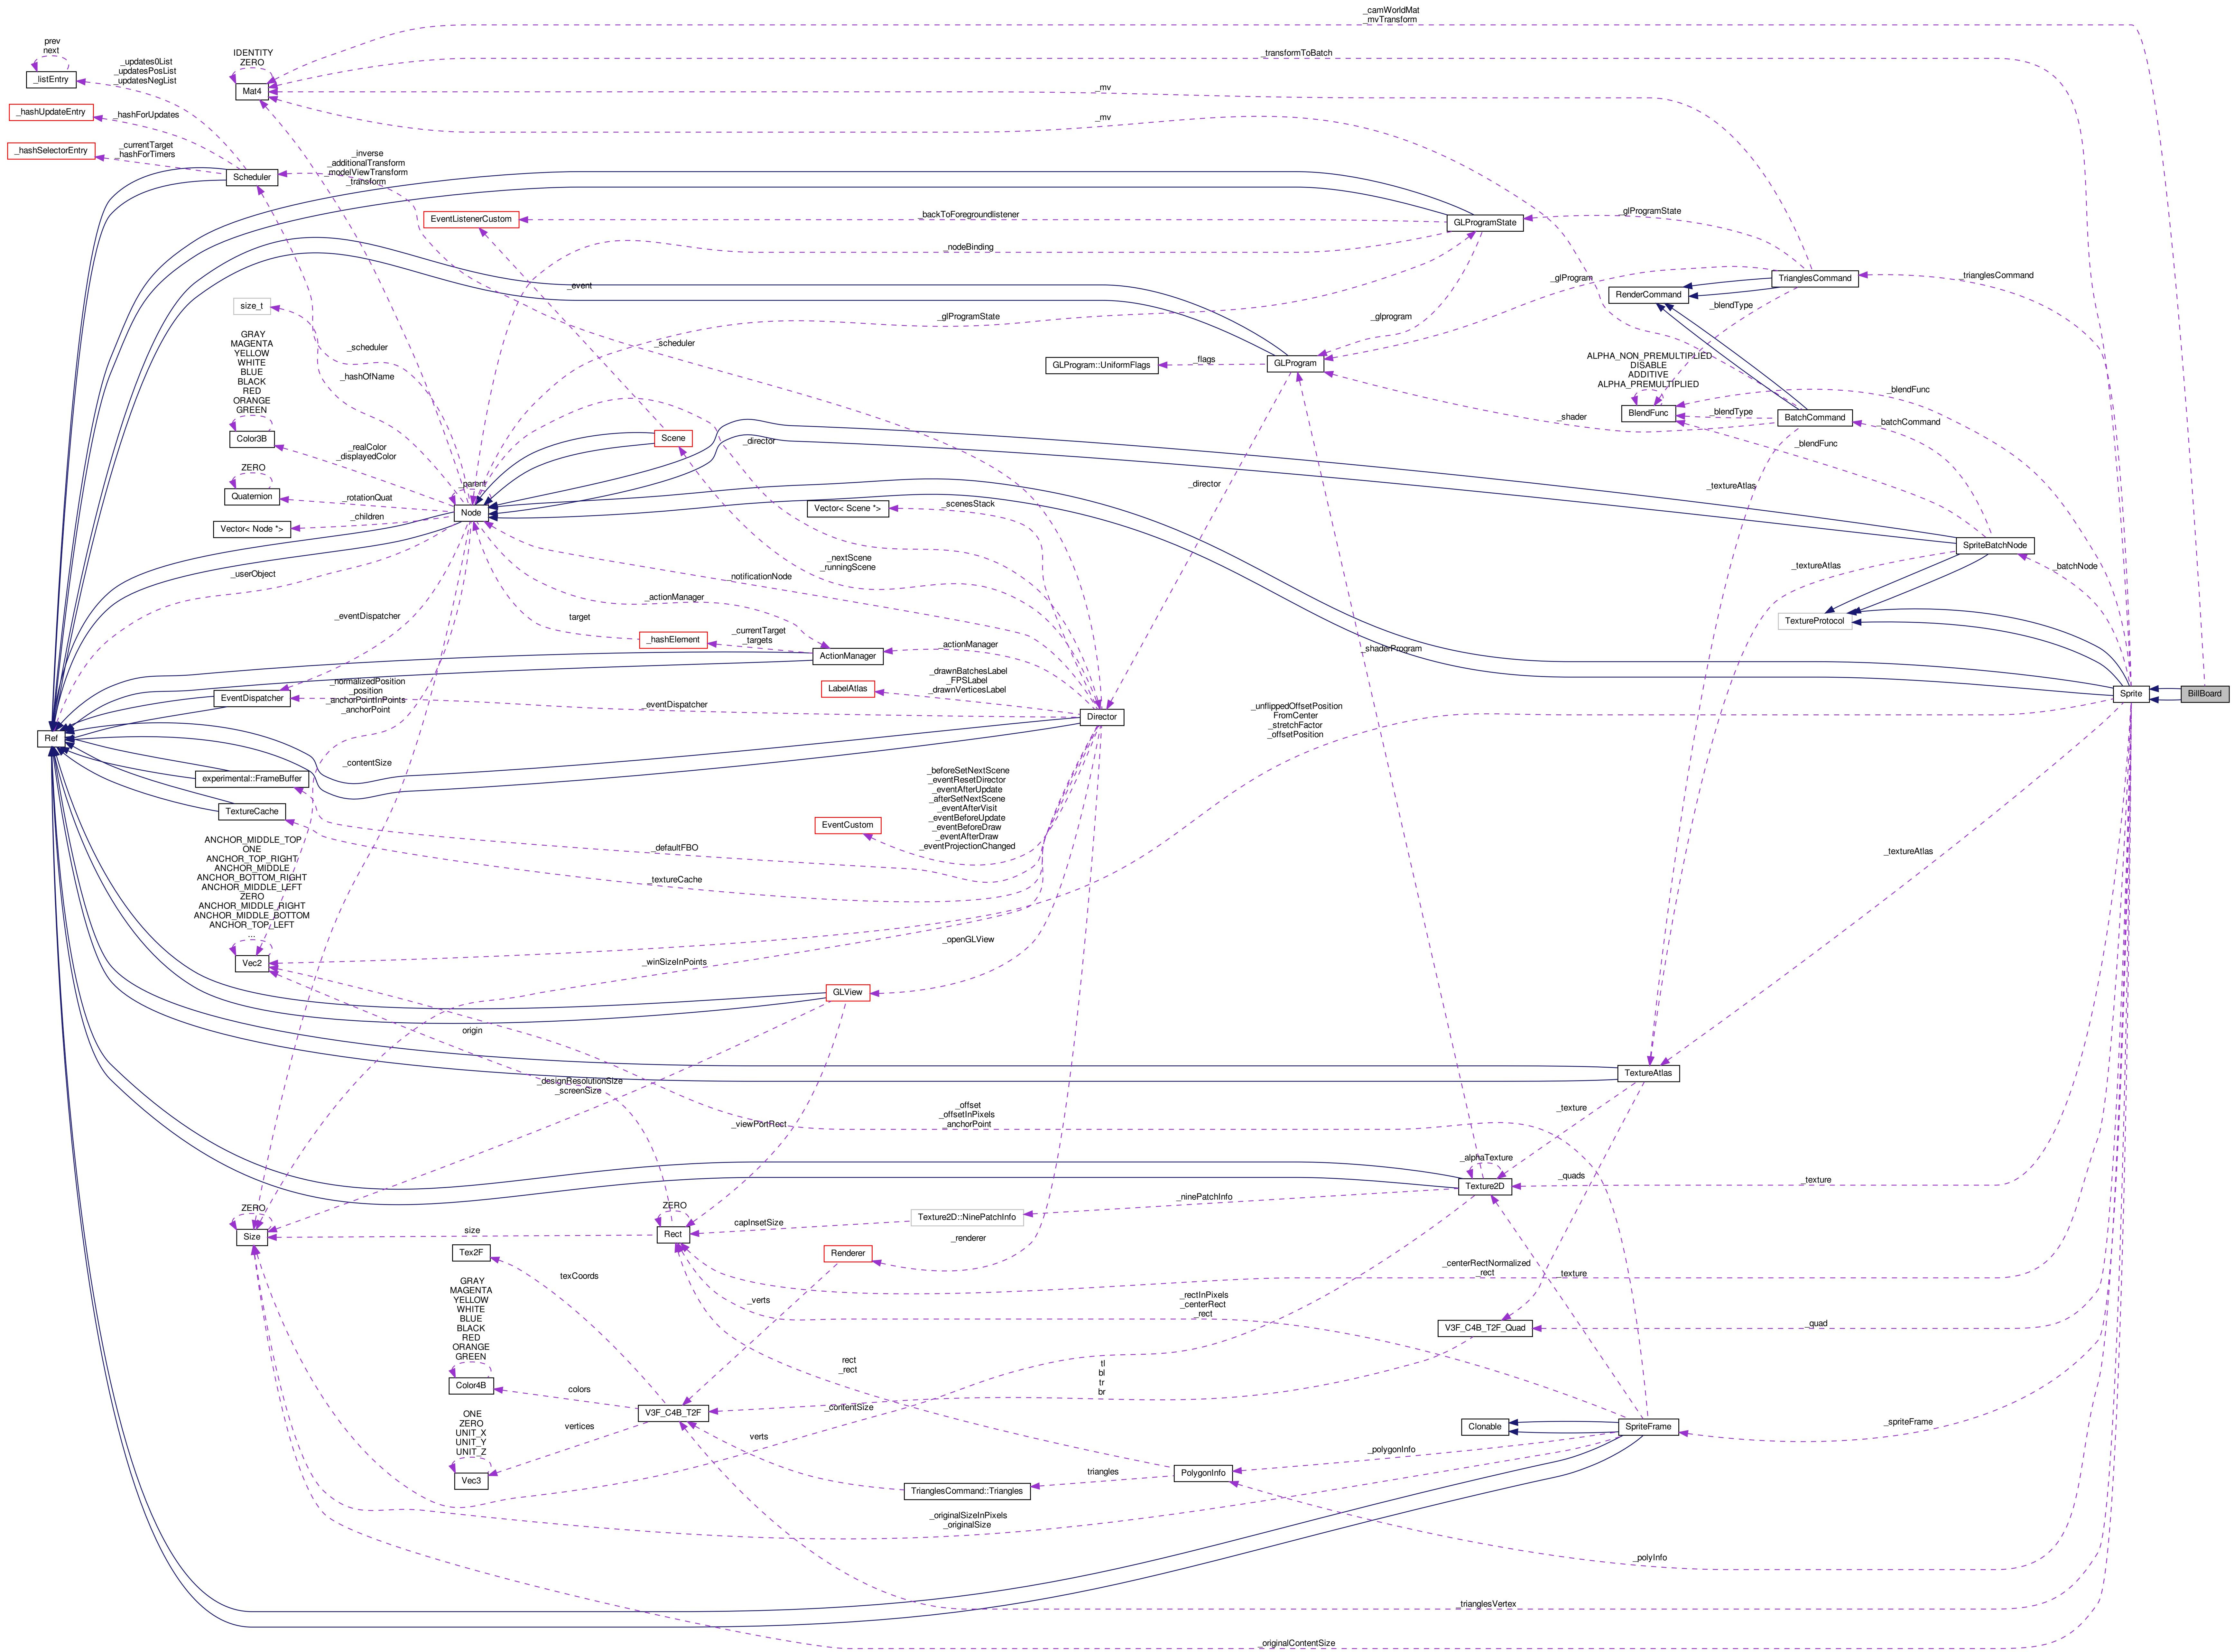 _camWorldMat
_mvTransform
prev
next
_listEntry
_updates0List
_updatesPosList
_updatesNegList
IDENTITY
ZERO
Mat4
_transformToBatch
_mv
_hashUpdateEntry
_hashForUpdates
_mv
_hashSelectorEntry
_currentTarget
_hashForTimers
Scheduler
_inverse
_additionalTransform
_modelViewTransform
_transform
EventListenerCustom
_backToForegroundlistener
GLProgramState
_glProgramState
_nodeBinding
_event
_glProgram
TrianglesCommand
_trianglesCommand
RenderCommand
size_t
_blendType
_glProgramState
_glprogram
GRAY
MAGENTA
YELLOW
WHITE
BLUE
BLACK
RED
ORANGE
GREEN
Color3B
_scheduler
_scheduler
_hashOfName
GLProgram::UniformFlags
_flags
GLProgram
ALPHA_NON_PREMULTIPLIED
DISABLE
ADDITIVE
ALPHA_PREMULTIPLIED
BlendFunc
_blendFunc
_shader
_blendType
BatchCommand
_batchCommand
_realColor
_displayedColor
Scene
_director
_blendFunc
ZERO
Quaternion
_rotationQuat
_parent
Node
_director
_textureAtlas
Vector< Node *>
_children
Vector< Scene *>
_scenesStack
SpriteBatchNode
_nextScene
_runningScene
_userObject
_notificationNode
_textureAtlas
_batchNode
_actionManager
_eventDispatcher
target
TextureProtocol
_hashElement
_currentTarget
_targets
ActionManager
_actionManager
_shaderProgram
_normalizedPosition
_position
_anchorPointInPoints
_anchorPoint
EventDispatcher
LabelAtlas
_drawnBatchesLabel
_FPSLabel
_drawnVerticesLabel
_eventDispatcher
Director
Sprite
BillBoard
_unflippedOffsetPosition
FromCenter
_stretchFactor
_offsetPosition
Ref
experimental::FrameBuffer
_contentSize
TextureCache
EventCustom
_beforeSetNextScene
_eventResetDirector
_eventAfterUpdate
_afterSetNextScene
_eventAfterVisit
_eventBeforeUpdate
_eventBeforeDraw
_eventAfterDraw
_eventProjectionChanged
_defaultFBO
_textureCache
_textureAtlas
ANCHOR_MIDDLE_TOP
ONE
ANCHOR_TOP_RIGHT
ANCHOR_MIDDLE
ANCHOR_BOTTOM_RIGHT
ANCHOR_MIDDLE_LEFT
ZERO
ANCHOR_MIDDLE_RIGHT
ANCHOR_MIDDLE_BOTTOM
ANCHOR_TOP_LEFT
...
Vec2
_openGLView
_winSizeInPoints
GLView
origin
TextureAtlas
_designResolutionSize
_screenSize
_viewPortRect
_offset
_offsetInPixels
_anchorPoint
_texture
_alphaTexture
_quads
Texture2D
_texture
_ninePatchInfo
Texture2D::NinePatchInfo
capInsetSize
ZERO
Size
size
ZERO
Rect
Tex2F
texCoords
Renderer
_renderer
_centerRectNormalized
_rect
_texture
GRAY
MAGENTA
YELLOW
WHITE
BLUE
BLACK
RED
ORANGE
GREEN
Color4B
_verts
_rectInPixels
_centerRect
_rect
V3F_C4B_T2F_Quad
_quad
rect
_rect
tl
bl
tr
br
colors
V3F_C4B_T2F
_contentSize
ONE
ZERO
UNIT_X
UNIT_Y
UNIT_Z
Vec3
vertices
verts
Clonable
SpriteFrame
_spriteFrame
_polygonInfo
PolygonInfo
triangles
TrianglesCommand::Triangles
_originalSizeInPixels
_originalSize
_polyInfo
_trianglesVertex
_originalContentSize